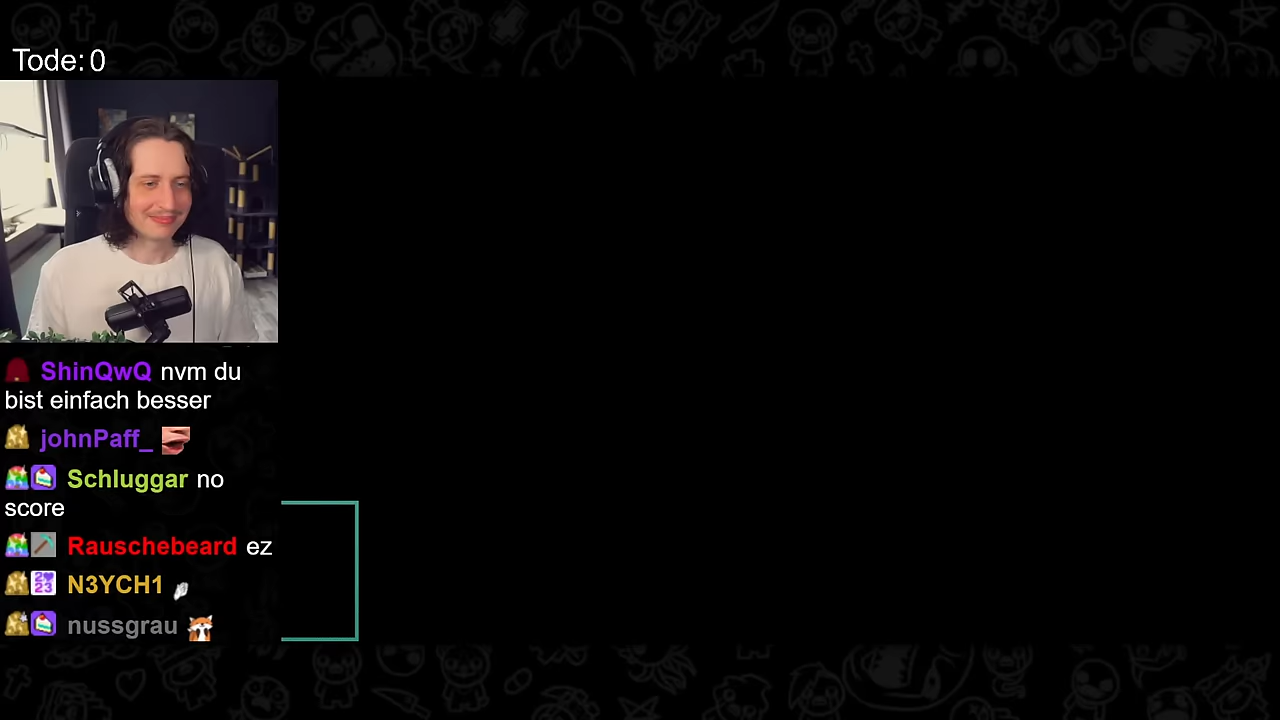 Tode: 0
ShinQwQ nvm du
bist einfach besser
johnPaff_
Schluggar no
score
Rauschebeard ez
N3YCH1
nussgrau